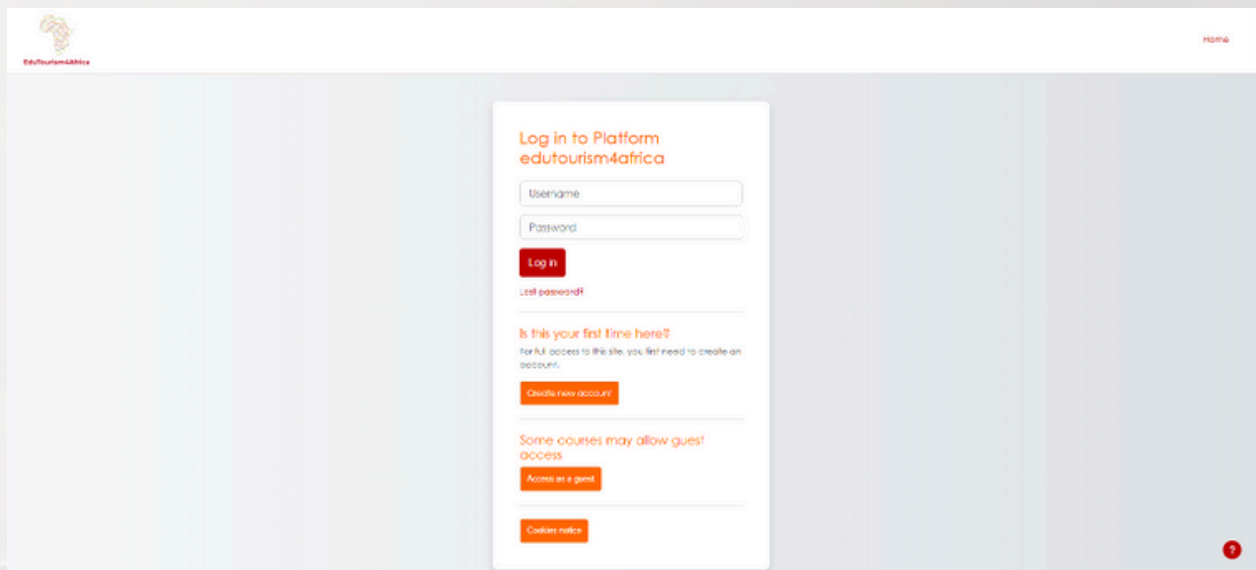 EduTourism4Africa
Home
Log in to Platform
edutourism4africa
Username
Password
Log in
Lost password?
Is this your first time here?
For full access to this site, you first need to create an
account.
Create new account
Some courses may allow guest
access
Access as a guest
Cookies notice
?